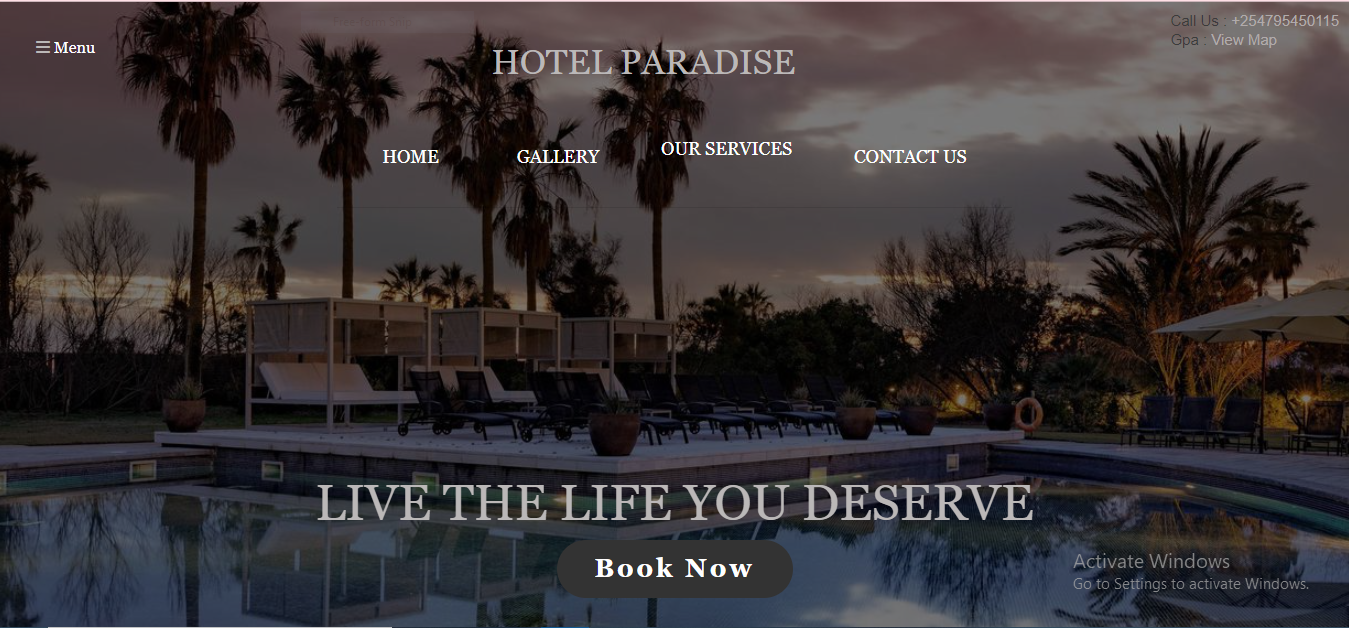 Call Us : +254795450115
Gpa : View Map
Menu
HOTEL PARADISE
HOME GALLERY OUR SERVICES CONTACT US
LIVE THE LIFE YOU DESERVE
Book Now
Activate Windows
Go to Settings to activate Windows.